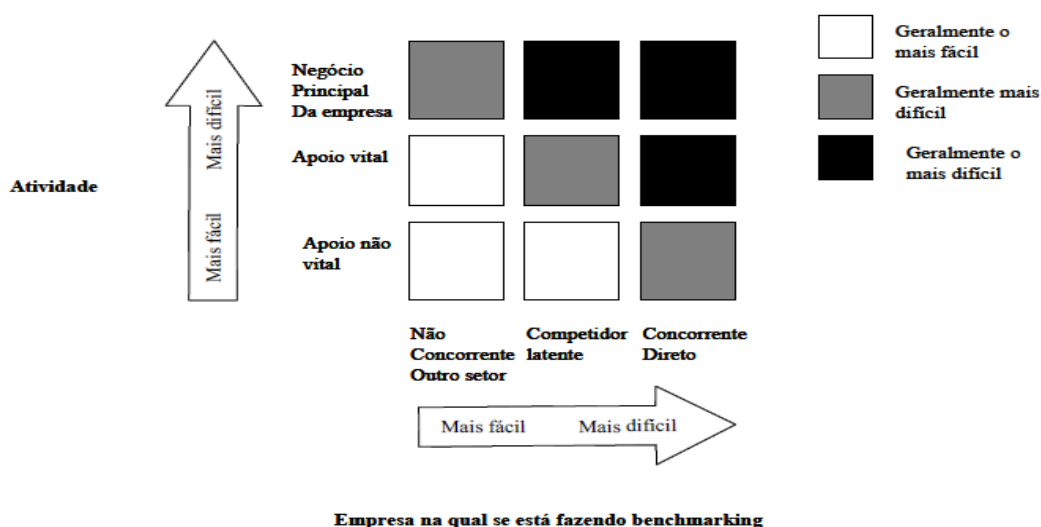 Negócio
Principal
Da empresa
Apoio vital
Apoio não
vital
Atividade
Mais difícil
Mais fácil
Não
Concorrente
Outro setor
Competidor
latente
Concorrente
Direto
Mais fácil
Mais difícil
Empresa na qual se está fazendo benchmarking
Geralmente o
mais fácil
Geralmente mais
difícil
Geralmente o
mais difícil